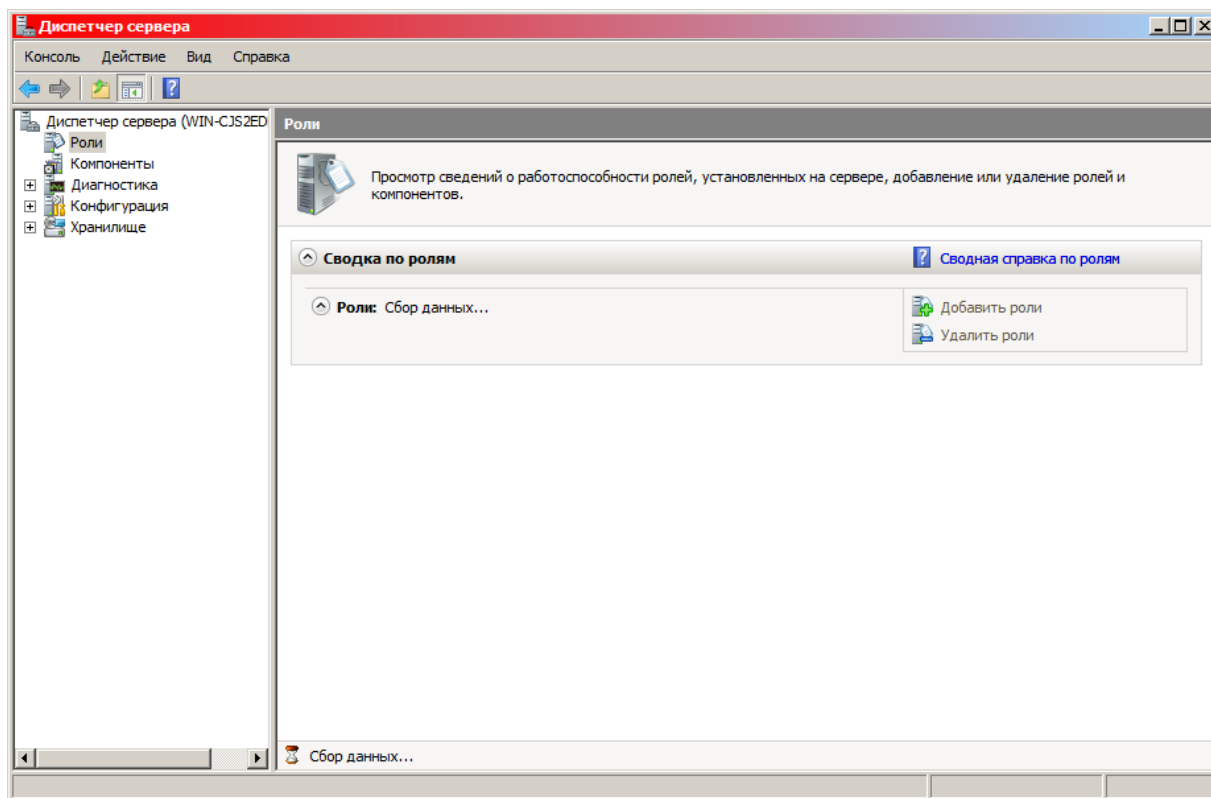 Диспетчер сервера
Консоль Действие Вид Справка
Диспетчер сервера (WIN-CJS2ED
Роли
Компоненты
Диагностика
Конфигурация
Хранилище
Роли
Просмотр сведений о работоспособности ролей, установленных на сервере, добавление или удаление ролей и
компонентов.
Сводка по ролям
Сводная справка по ролям
Роли: Сбор данных...
Добавить роли
Удалить роли
Сбор данных...